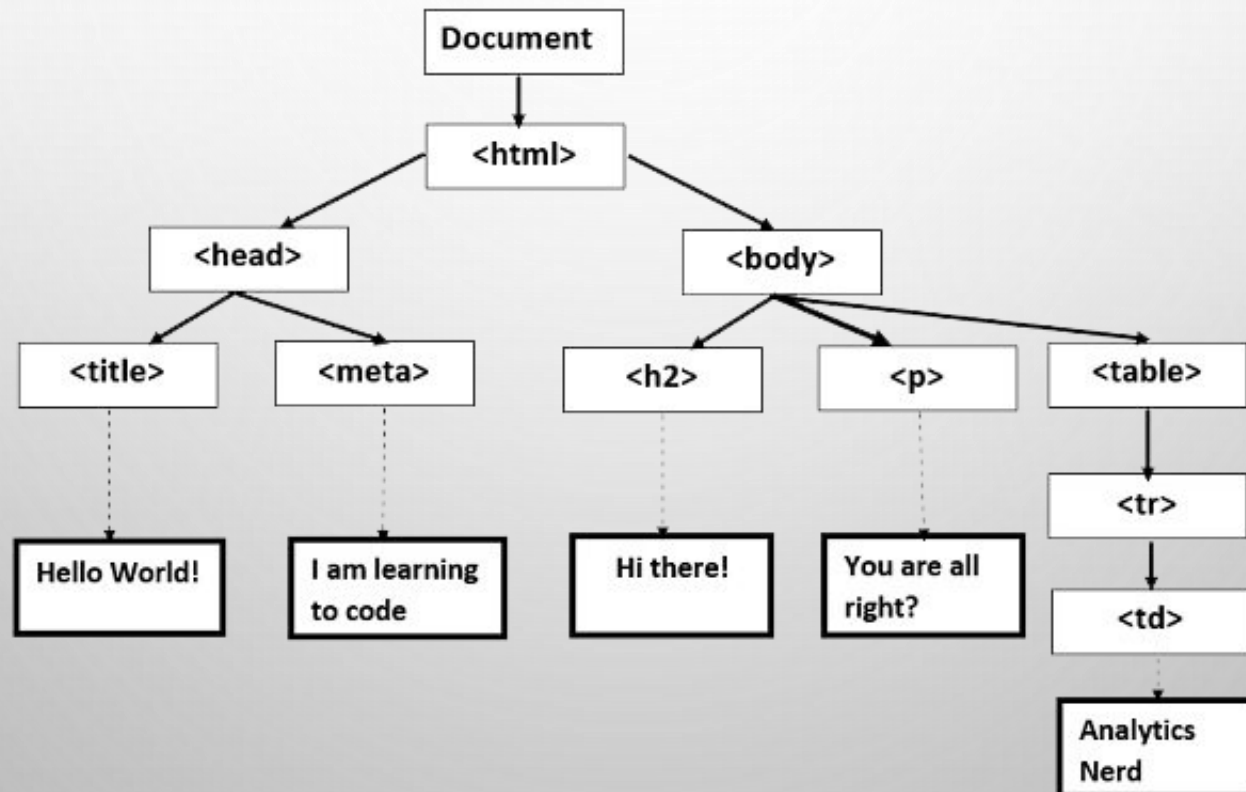 Document
<html>
<head>
<body>
<title>
<meta>
<h2>
<p>
<table>
<tr>
Hello World!
I am learning
to code
Hi there!
You are all
right?
<td>
Analytics
Nerd